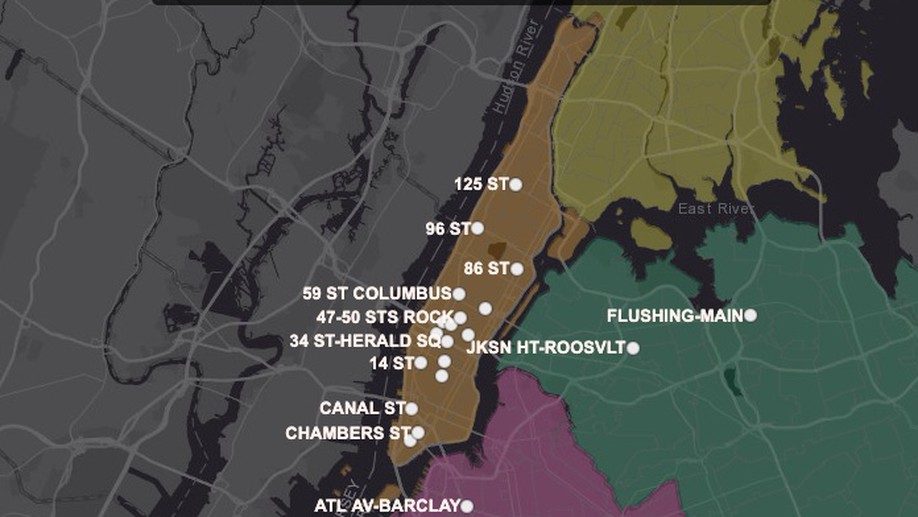 Hudson River
125 ST
East River
96 ST
86 ST
59 ST COLUMBUS
47-50 STS ROCK
FLUSHING-MAIN
34 ST-HERALD SQ
JKSN HT-ROOSVLT
14 ST
CANAL ST
CHAMBERS ST
ATL AV-BARCLAY